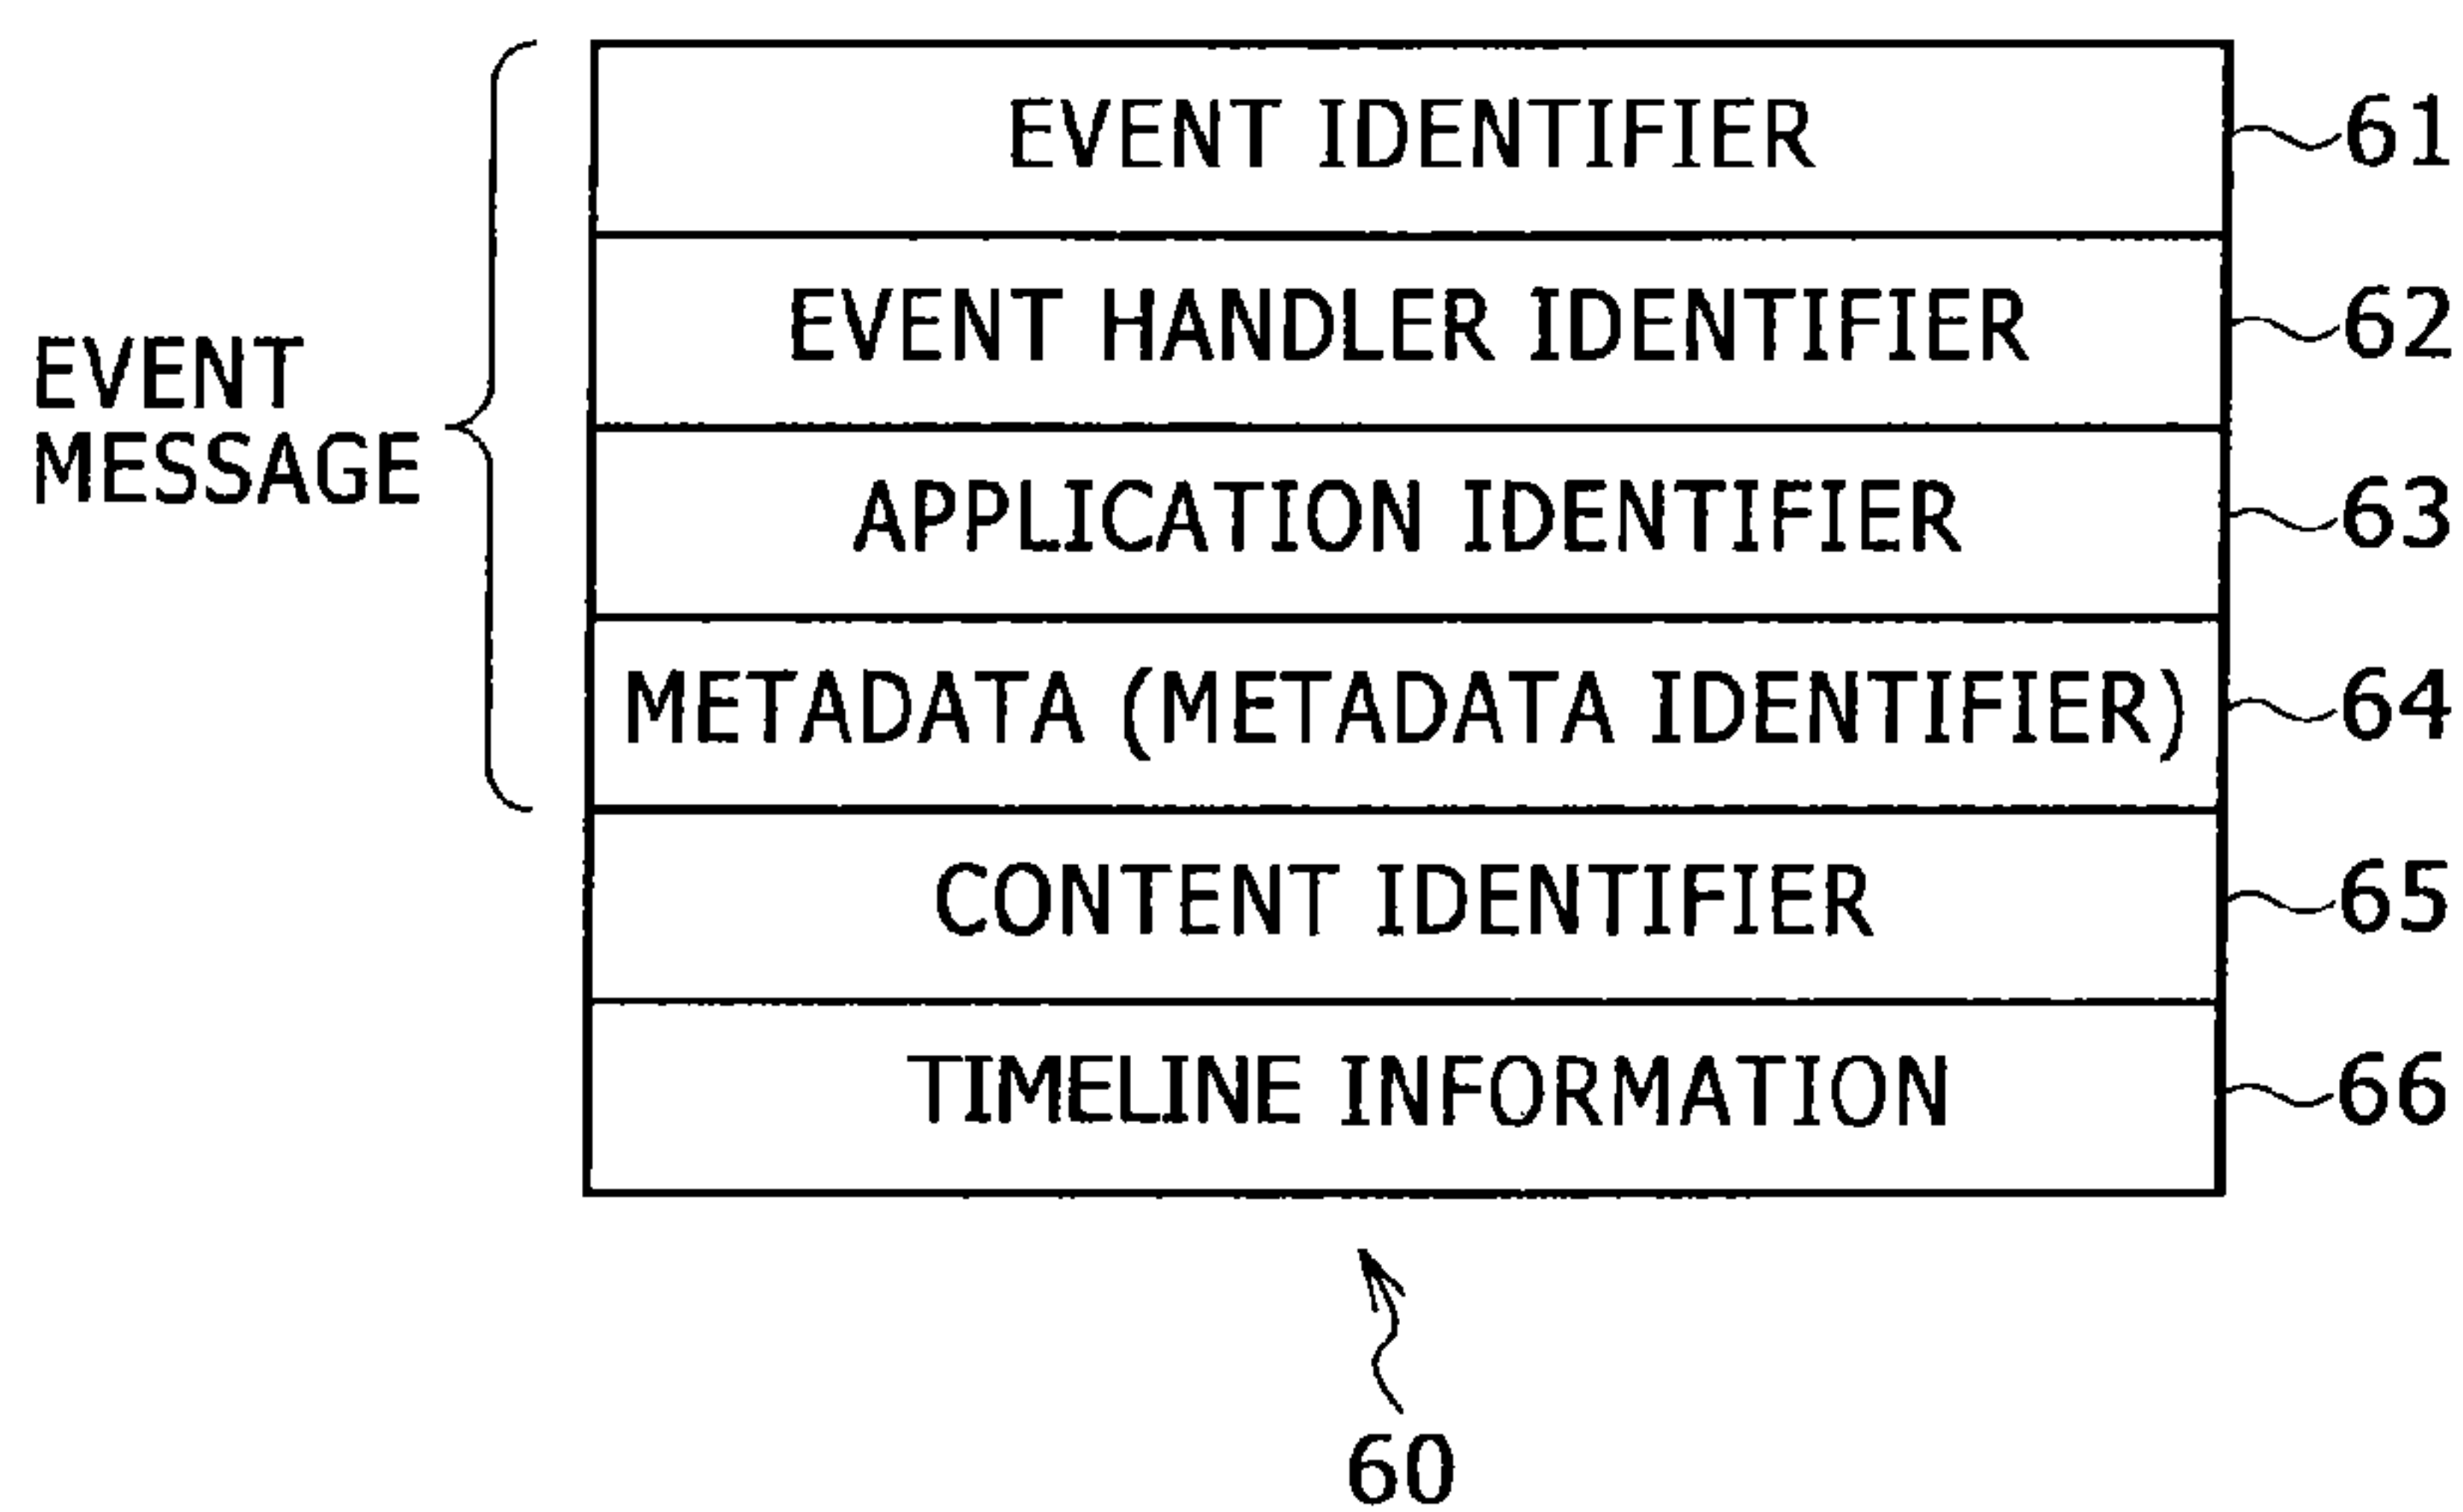 EVENT IDENTIFIER 61
EVENT HANDLER IDENTIFIER 62
EVENT
MESSAGE
APPLICATION IDENTIFIER 63
METADATA (METADATA IDENTIFIER) 64
CONTENT IDENTIFIER 65
TIMELINE INFORMATION 66
60